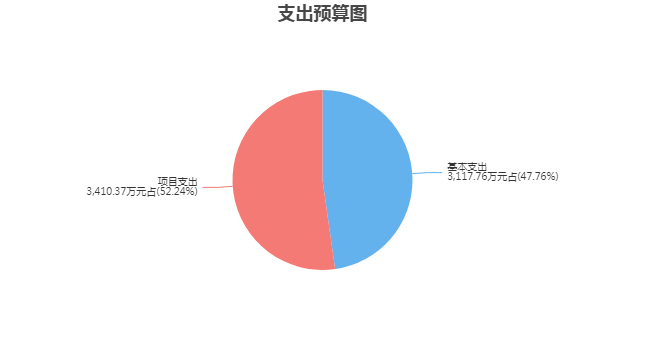 支出预算图
基本支出
3,117.76万元占(47.76%)
项目支出
3,410.37万元占(52.24%)